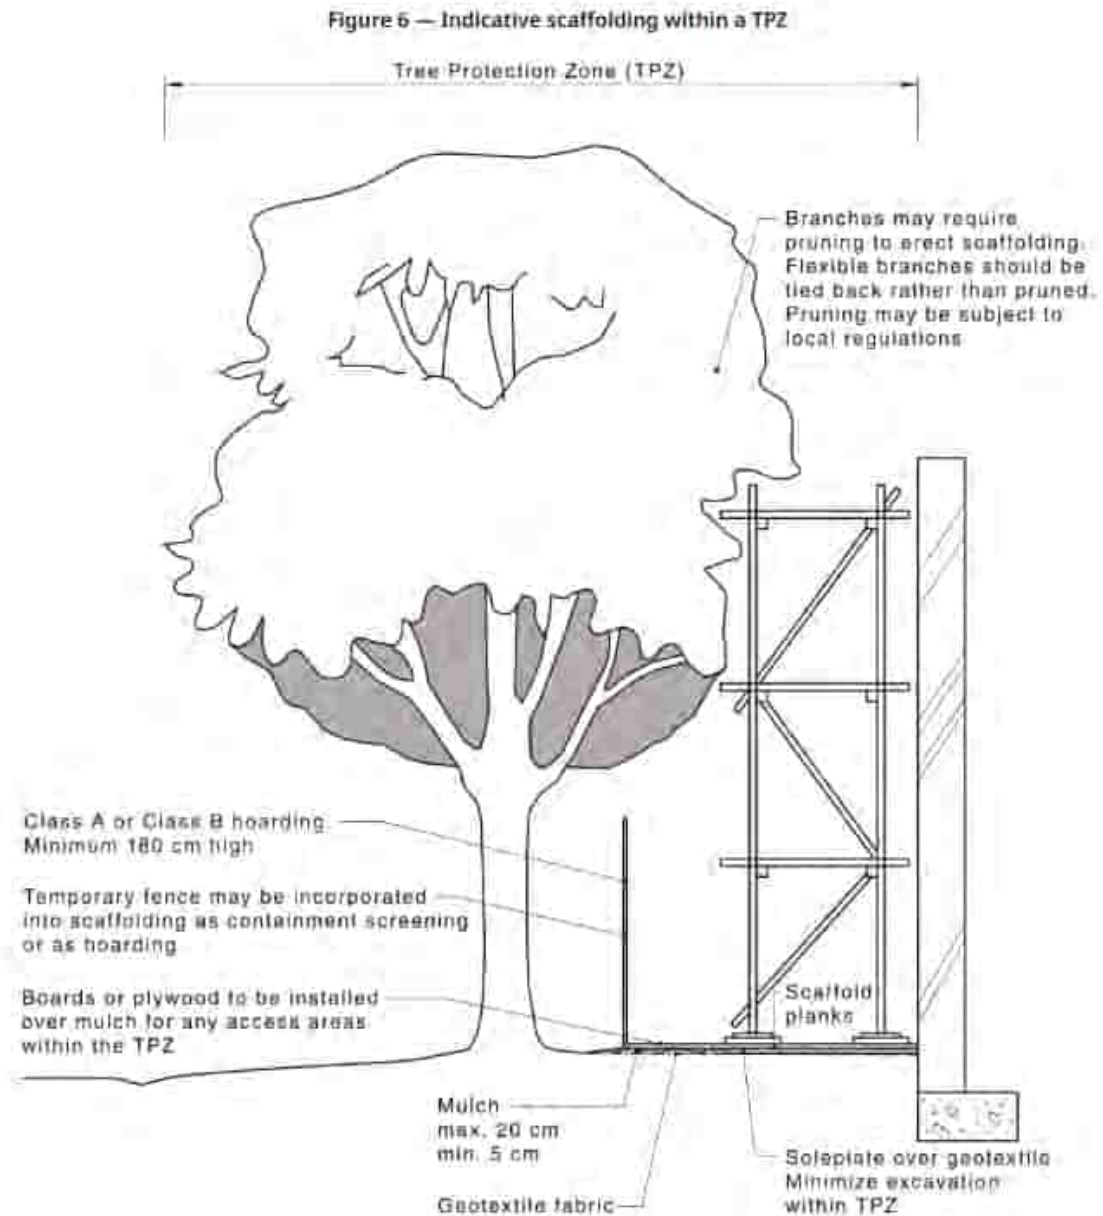 Figure 6 — Indicative scaffolding within a TPZ
Tree Protection Zone (TPZ)
Branches may require
pruning to erect scaffolding.
Flexible branches should be
tied back rather than pruned.
Pruning may be subject to
local regulations
Class A or Class B hoarding
Minimum 180 cm high
Temporary fence may be incorporated
into scaffolding as containment screening
or as hoarding
Boards or plywood to be installed
over mulch for any access areas
within the TPZ
Scaffold
planks
Mulch
max. 20 cm
min. 5 cm
Geotextile fabric
Soleplate over geotextile
Minimize excavation
within TPZ